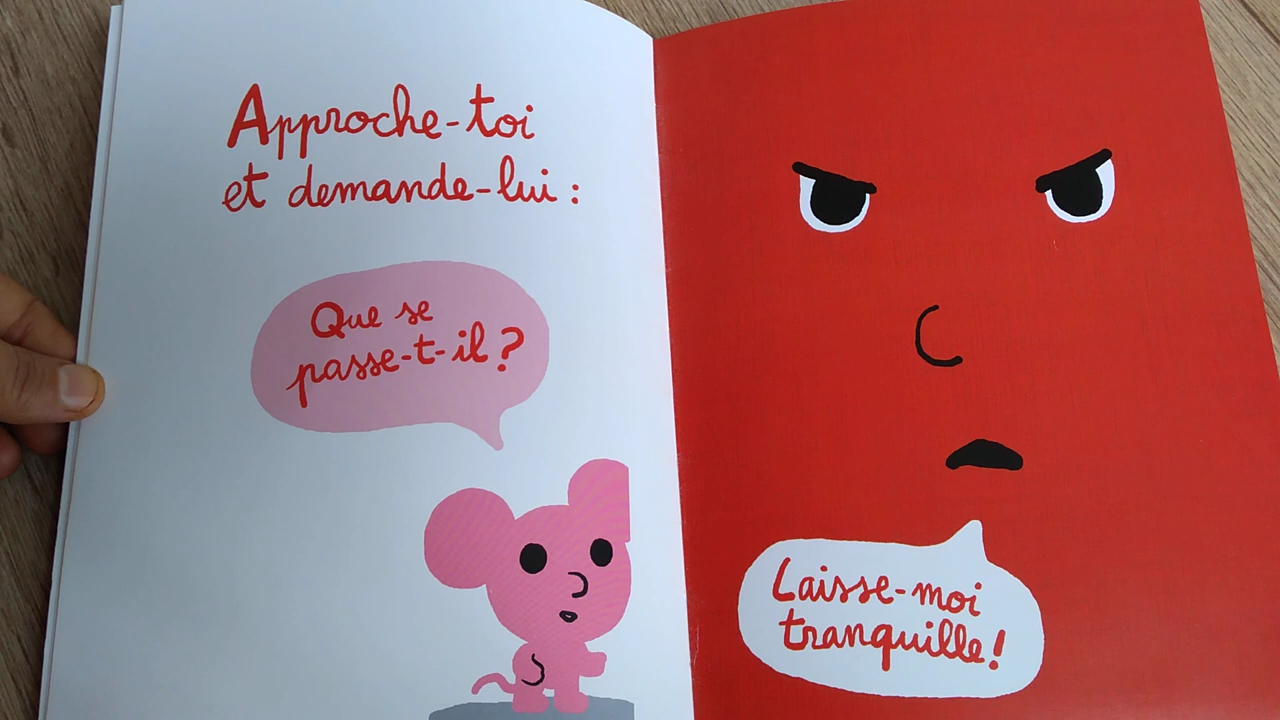 Approche-toi
et demande-lui :
Que se
passe-t-il ?
Laisse-moi
tranquille !